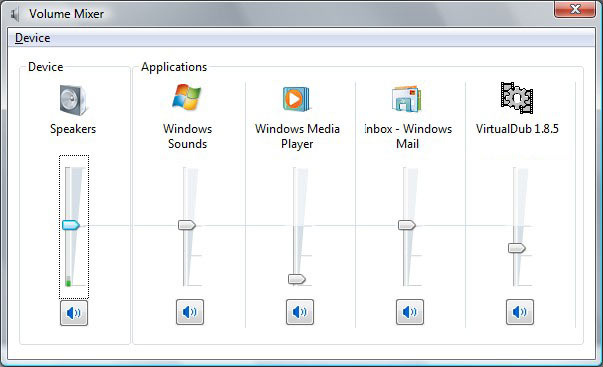 Volume Mixer
Device
Device
Applications
Speakers
Windows
Sounds
Windows Media
Player
Inbox - Windows
Mail
VirtualDub 1.8.5